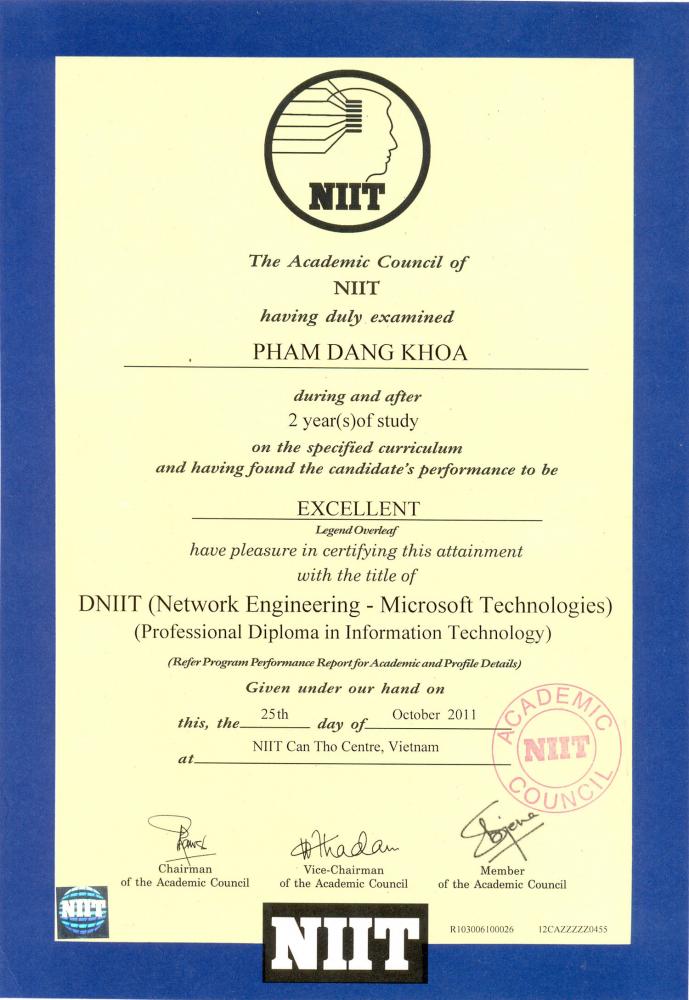 NIIT
The Academic Council of
NIIT
having duly examined
PHAM DANG KHOA
during and after
2 year(s)of study
on the specified curriculum
and having found the candidate's performance to be
EXCELLENT
Legend Overleaf
have pleasure in certifying this attainment
with the title of
DNIIT (Network Engineering - Microsoft Technologies)
(Professional Diploma in Information Technology)
(Refer Program Performance Report for Academic and Profile Details)
Given under our hand on
this, the 25th day of October 2011
at NIIT Can Tho Centre, Vietnam
ACADEMIC
NIIT
COUNCIL
Chairman
of the Academic Council
Vice-Chairman
of the Academic Council
Member
of the Academic Council
NIIT
NIIT
R103006100026 12CAZZZZZ0455